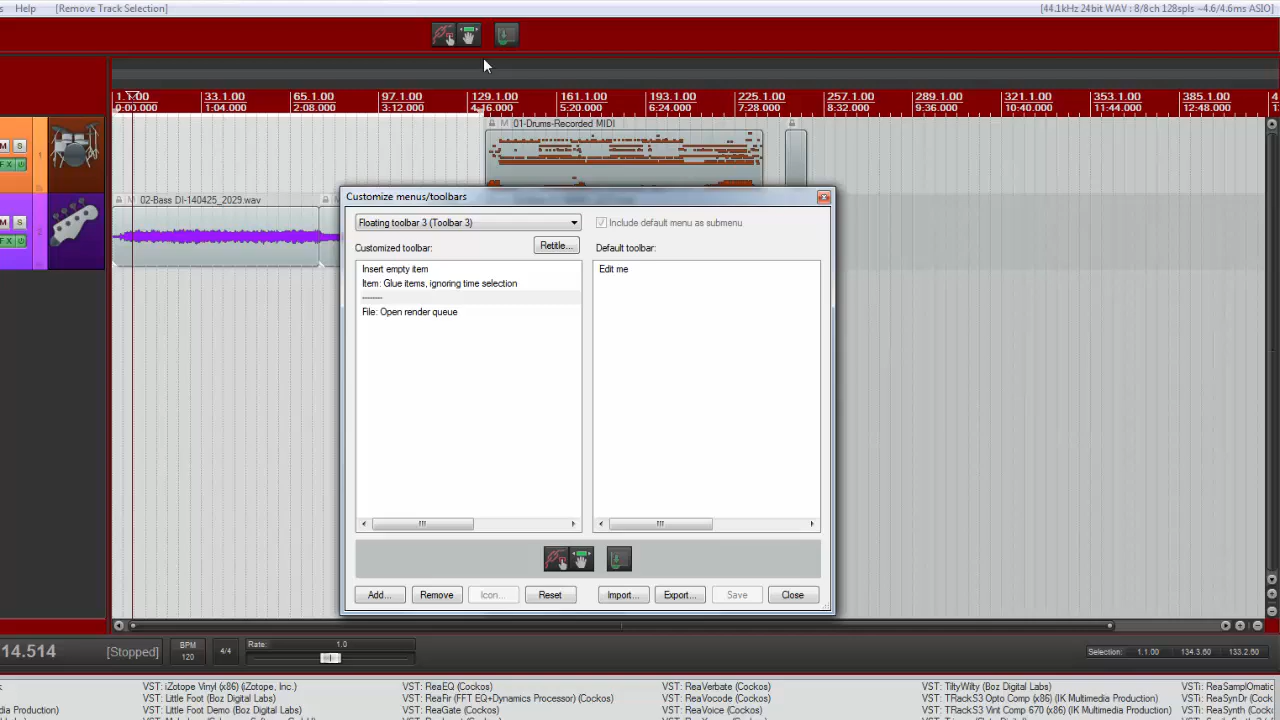 s Help [Remove Track Selection] [44.1kHz 24bit WAV : 8/8ch 128spls ~4.6/4.6ms ASIO]
1.1.00 33.1.00 65.1.00 97.1.00 129.1.00 161.1.00 193.1.00 225.1.00 257.1.00 289.1.00 321.1.00 353.1.00 385.1.00 4
0:00.000 1:04.000 2:08.000 3:12.000 4:16.000 5:20.000 6:24.000 7:28.000 8:32.000 9:36.000 10:40.000 11:44.000 12:48.000
M 01-Drums-Recorded MIDI
M S 1
FX
M 02-Bass DI-140425_2029.wav
M S 2
FX
Customize menus/toolbars
Floating toolbar 3 (Toolbar 3) Include default menu as submenu
Customized toolbar: Retitle... Default toolbar:
Insert empty item Edit me
Item: Glue items, ignoring time selection
--------
File: Open render queue
Add... Remove Icon... Reset Import... Export... Save Close
14.514 [Stopped] BPM 120 4/4 Rate: 1.0 Selection: 1.1.00 134.3.60 133.2.60
VST: iZotope Vinyl (x86) (iZotope, Inc.) VST: ReaEQ (Cockos) VST: ReaVerbate (Cockos) VST: TiltyWilty (Boz Digital Labs) VSTi: ReaSamplOmatic
VST: Little Foot (Boz Digital Labs) VST: ReaFir (FFT EQ+Dynamics Processor) (Cockos) VST: ReaVocode (Cockos) VST: TRackS3 Opto Comp (x86) (IK Multimedia Production) VSTi: ReaSynDr (Cock
Production) VST: Little Foot Demo (Boz Digital Labs) VST: ReaGate (Cockos) VST: ReaVoice (Cockos) VST: TRackS3 Vint Comp 670 (x86) (IK Multimedia Production) VSTi: ReaSynth (Cocko